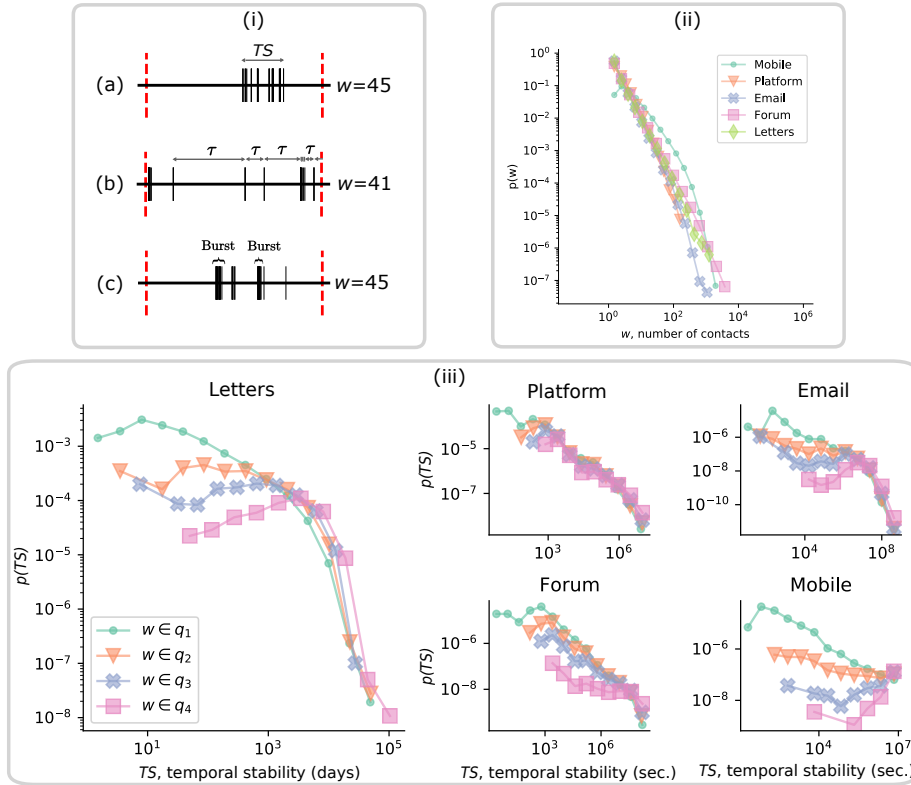 (i)
TS
(a)
w=45
τ τ τ τ
(b)
w=41
Burst Burst
(c)
w=45
(ii)
10⁰
10⁻¹
10⁻²
10⁻³
10⁻⁴
10⁻⁵
10⁻⁶
10⁻⁷
p(w)
Mobile
Platform
Email
Forum
Letters
10⁰ 10² 10⁴ 10⁶
w, number of contacts
(iii)
Letters
10⁻³
10⁻⁴
10⁻⁵
10⁻⁶
10⁻⁷
10⁻⁸
p(TS)
w ∈ q₁
w ∈ q₂
w ∈ q₃
w ∈ q₄
10¹ 10³ 10⁵
TS, temporal stability (days)
Platform
10⁻⁵
10⁻⁷
p(TS)
10³ 10⁶
Email
10⁻⁶
10⁻⁸
10⁻¹⁰
10⁴ 10⁸
Forum
10⁻⁶
10⁻⁸
p(TS)
10³ 10⁶
Mobile
10⁻⁶
10⁻⁸
10⁴ 10⁷
TS, temporal stability (sec.)
TS, temporal stability (sec.)